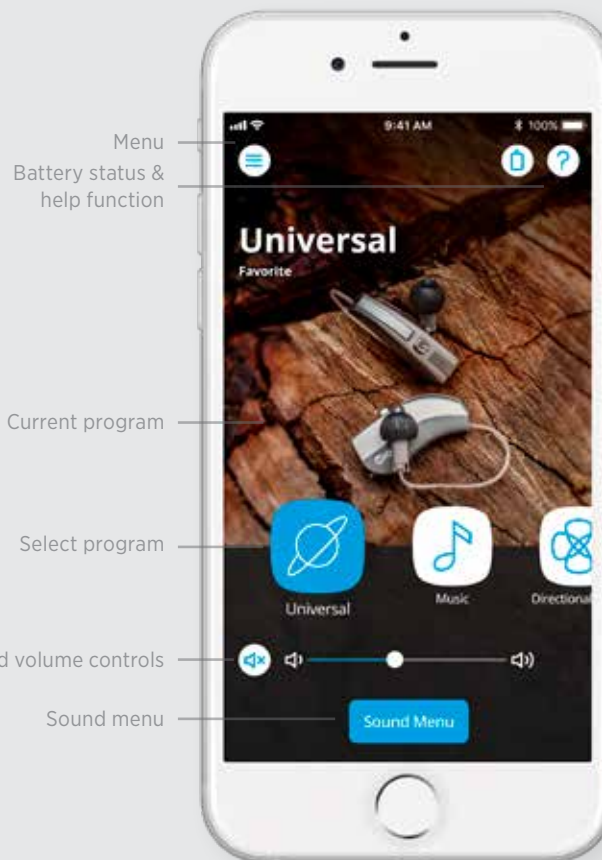 9:41 AM
100%
Menu
Battery status &
help function
Universal
Favorite
Current program
Select program
Universal
Music
Directional
volume controls
Sound menu
Sound Menu